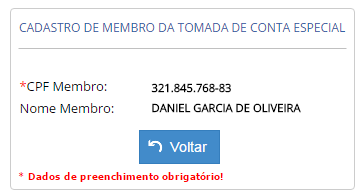 CADASTRO DE MEMBRO DA TOMADA DE CONTA ESPECIAL
*CPF Membro: 321.845.768-83
Nome Membro: DANIEL GARCIA DE OLIVEIRA
Voltar
* Dados de preenchimento obrigatório!